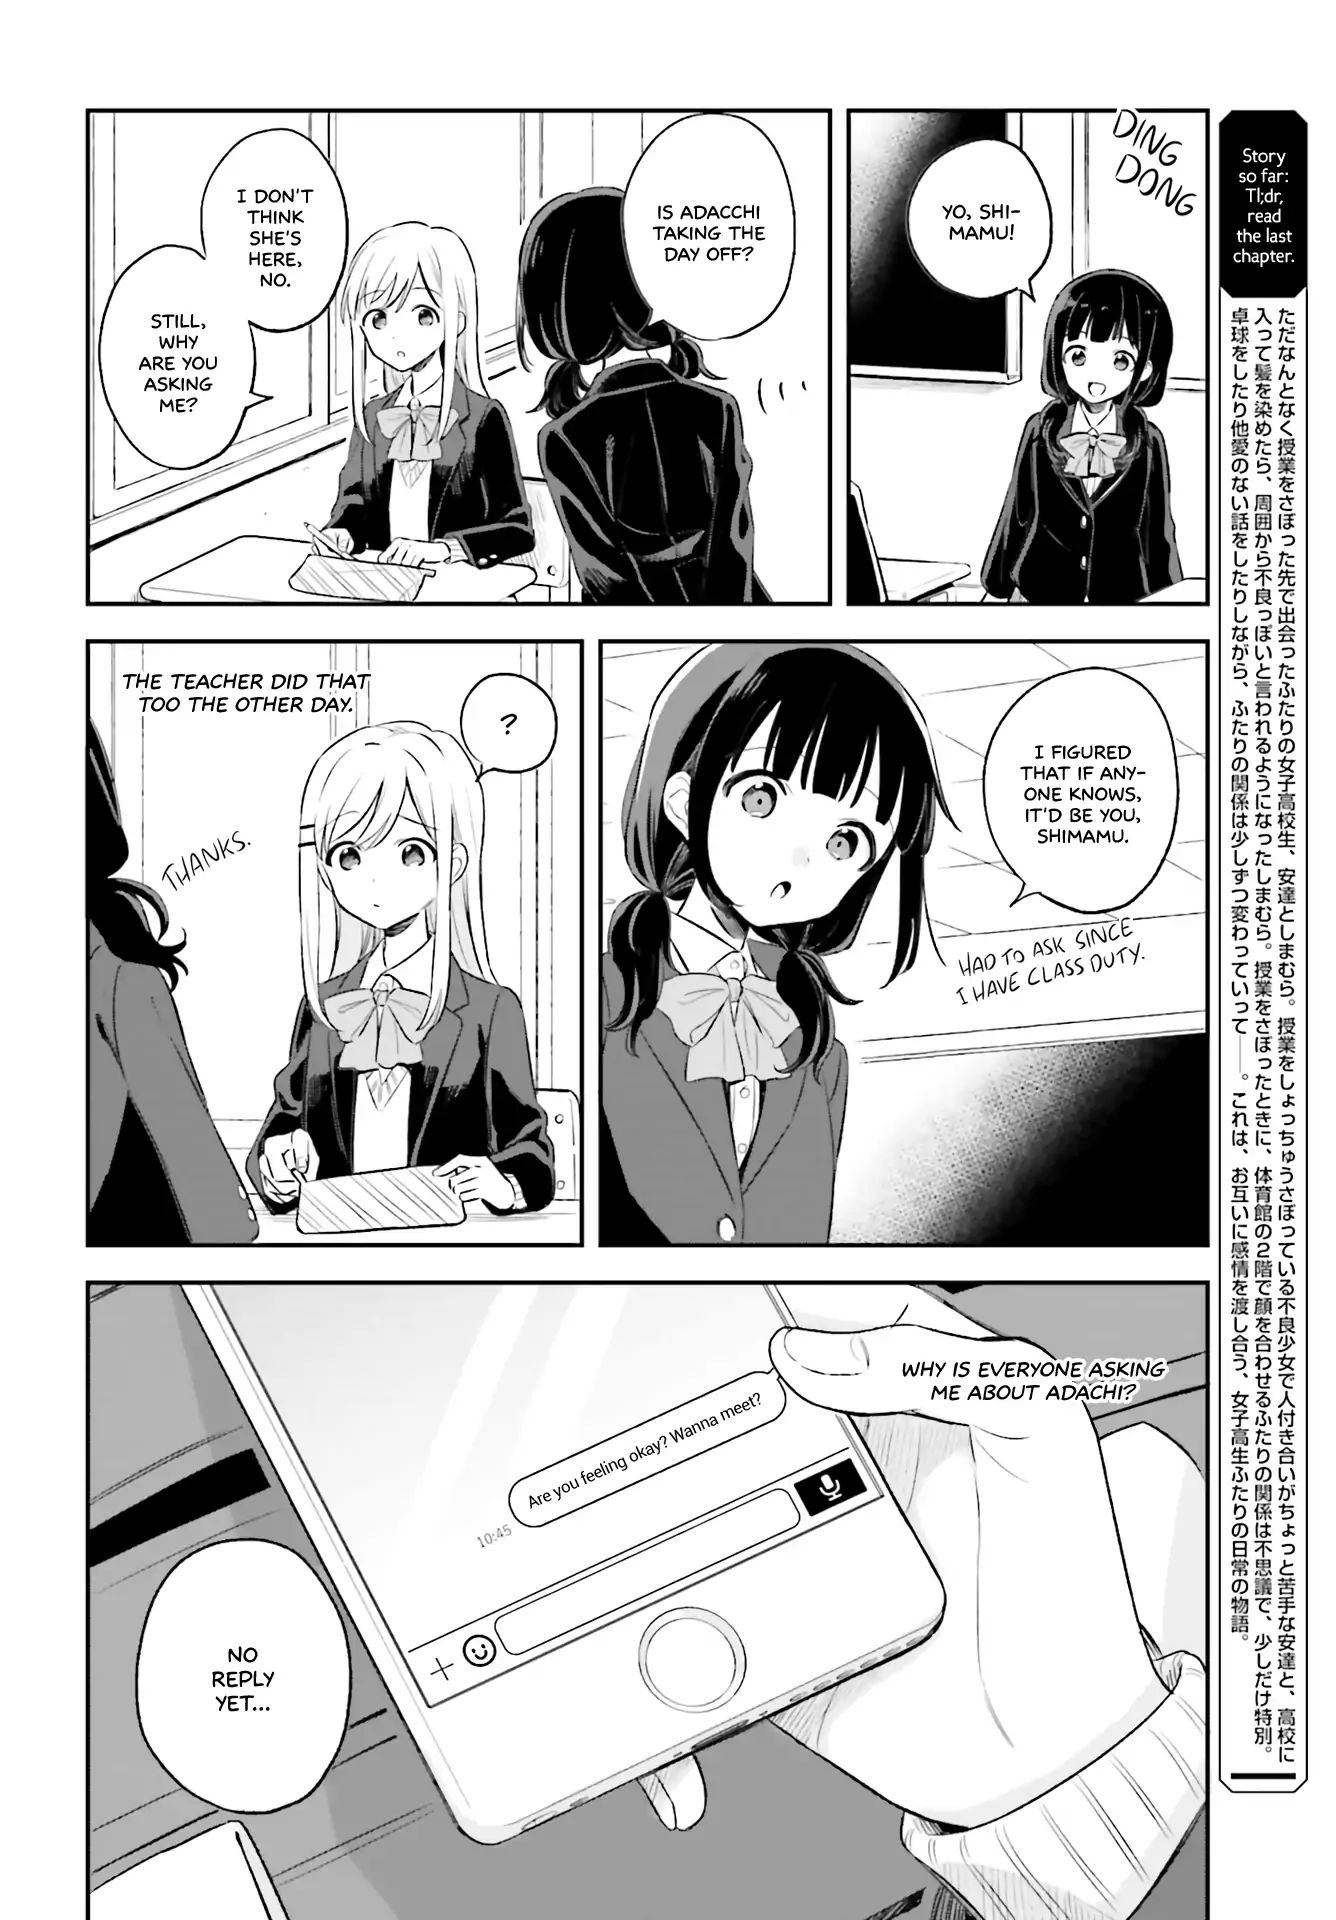 DING
DONG
YO, SHI-
MAMU!
IS ADACCHI
TAKING THE
DAY OFF?
I DON'T
THINK
SHE'S
HERE,
NO.
STILL,
WHY
ARE YOU
ASKING
ME?
I FIGURED
THAT IF ANY-
ONE KNOWS,
IT'D BE YOU,
SHIMAMU.
HAD TO ASK SINCE
I HAVE CLASS DUTY.
?
THE TEACHER DID THAT
TOO THE OTHER DAY.
THANKS.
WHY IS EVERYONE ASKING
ME ABOUT ADACHI?
Are you feeling okay? Wanna meet?
10:45
NO
REPLY
YET...
Story
so far:
Tl;dr,
read
the last
chapter.
ただなんとなく授業をさぼった先で出会ったふたりの女子高校生、安達としまむら。授業をしょっちゅうさぼっている不良少女で人付き合いがちょっと苦手な安達と、高校に
入って髪を染めたら、周囲から不良っぽいと言われるようになったしまむら。授業をさぼったときに、体育館の2階で顔を合わせるふたりの関係は不思議で、少しだけ特別。
卓球をしたり他愛のない話をしたりしながら、ふたりの関係は少しずつ変わっていって――。これは、お互いに感情を渡し合う、女子高生ふたりの日常の物語。